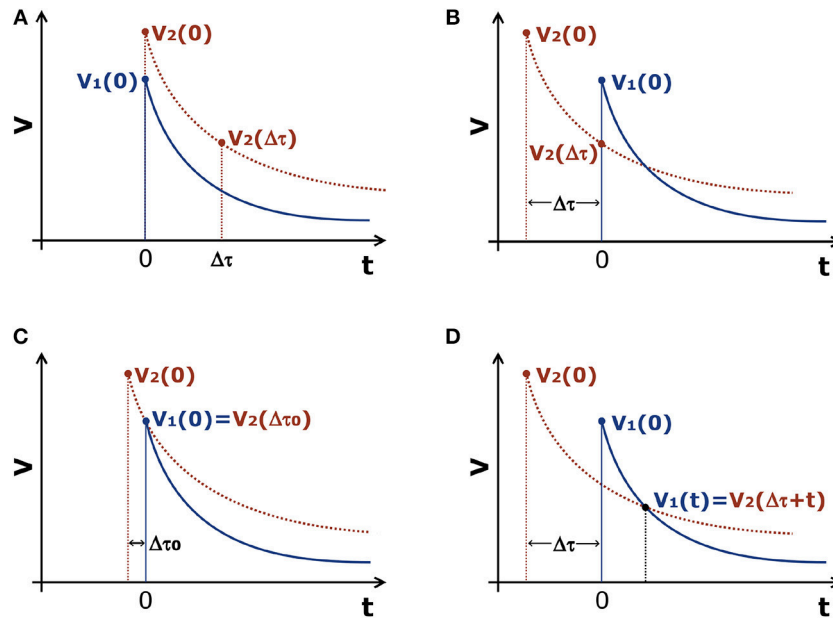 A
V₂(0)
V₁(0)
V₂(Δτ)
V
0
Δτ
t
B
V₂(0)
V₁(0)
V₂(Δτ)
V
Δτ
0
t
C
V₂(0)
V₁(0)=V₂(Δτ₀)
V
Δτ₀
0
t
D
V₂(0)
V₁(0)
V₁(t)=V₂(Δτ+t)
V
Δτ
0
t